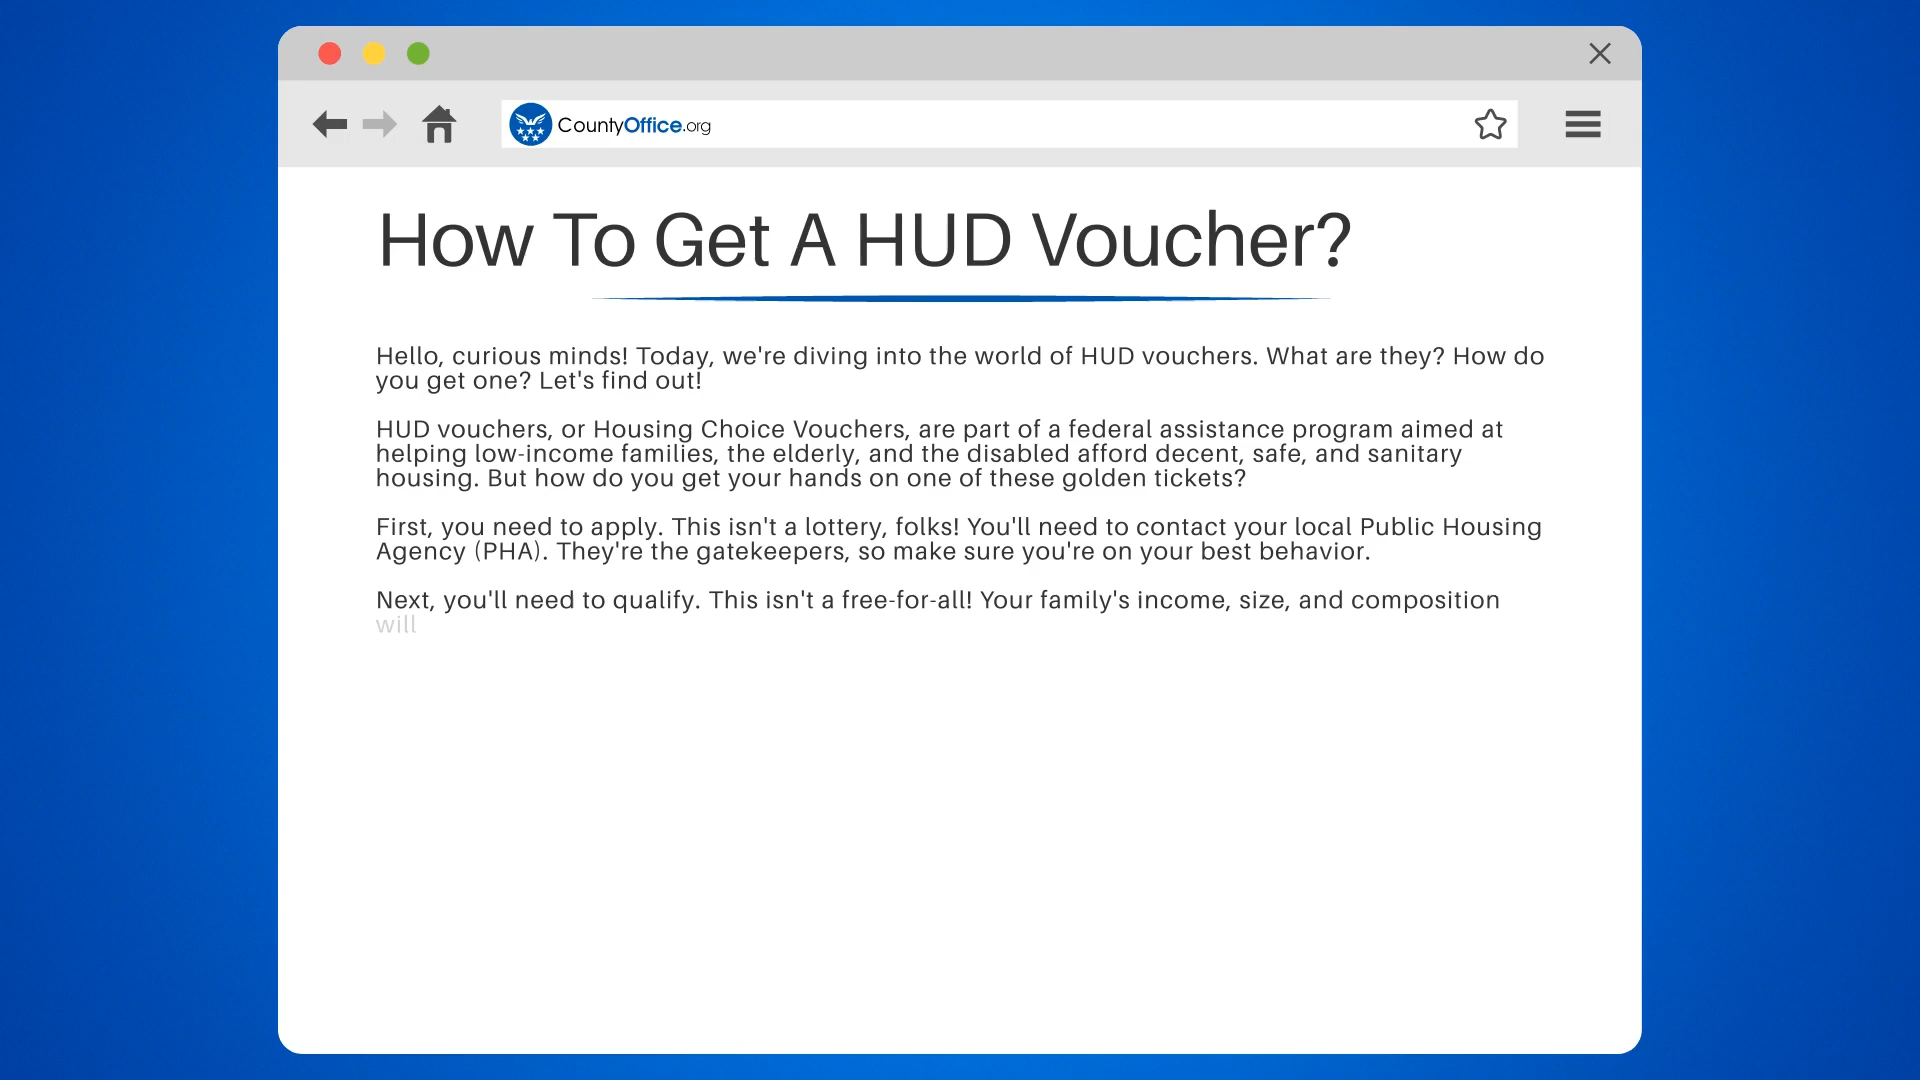 CountyOffice.org
How To Get A HUD Voucher?
Hello, curious minds! Today, we're diving into the world of HUD vouchers. What are they? How do
you get one? Let's find out!
HUD vouchers, or Housing Choice Vouchers, are part of a federal assistance program aimed at
helping low-income families, the elderly, and the disabled afford decent, safe, and sanitary
housing. But how do you get your hands on one of these golden tickets?
First, you need to apply. This isn't a lottery, folks! You'll need to contact your local Public Housing
Agency (PHA). They're the gatekeepers, so make sure you're on your best behavior.
Next, you'll need to qualify. This isn't a free-for-all! Your family's income, size, and composition
will